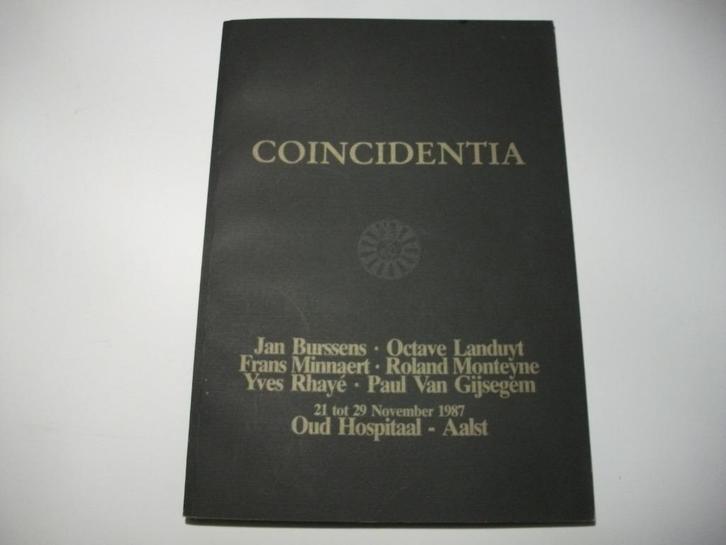 COINCIDENTIA
Jan Burssens · Octave Landuyt
Frans Minnaert · Roland Monteyne
Yves Rhayé · Paul Van Gijsegem
21 tot 29 November 1987
Oud Hospitaal - Aalst